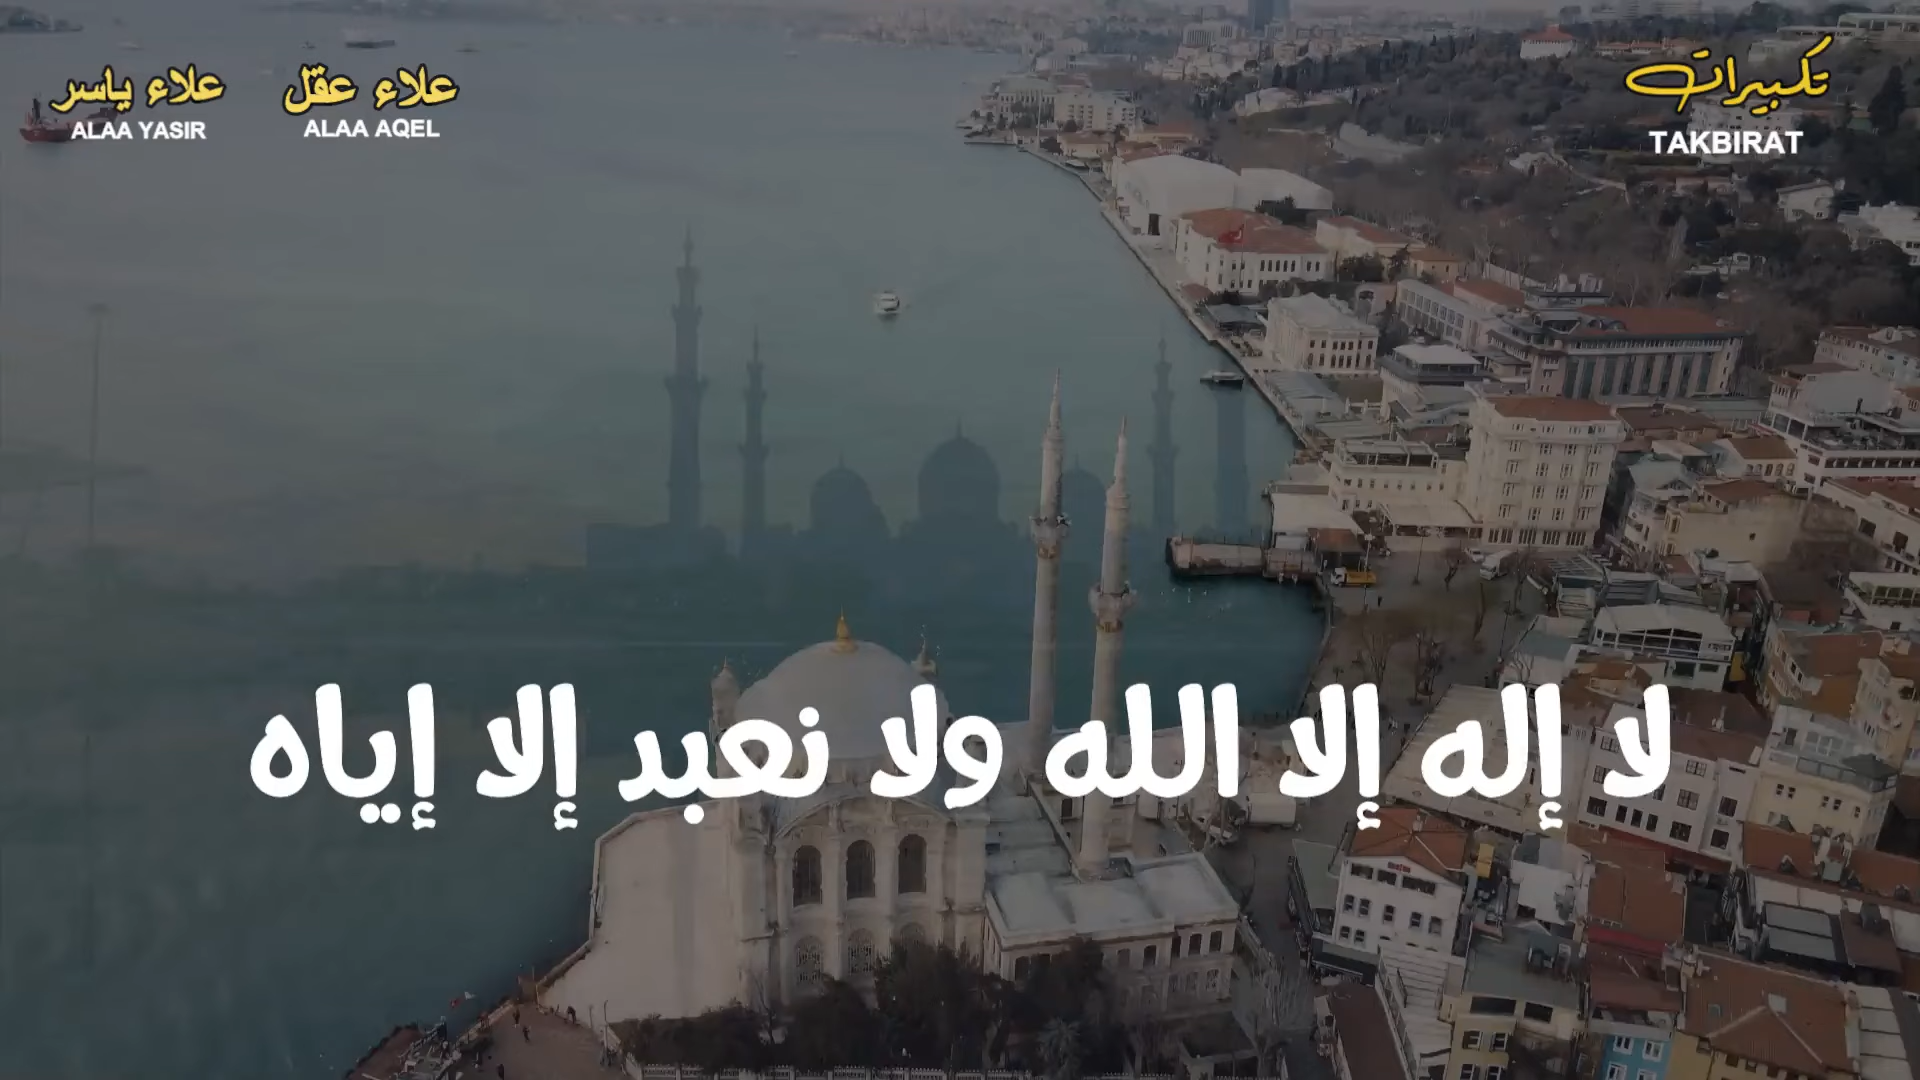 علاء ياسر
ALAA YASIR
علاء عقل
ALAA AQEL
تكبيرات
TAKBIRAT
لا إله إلا الله ولا نعبد إلا إياه